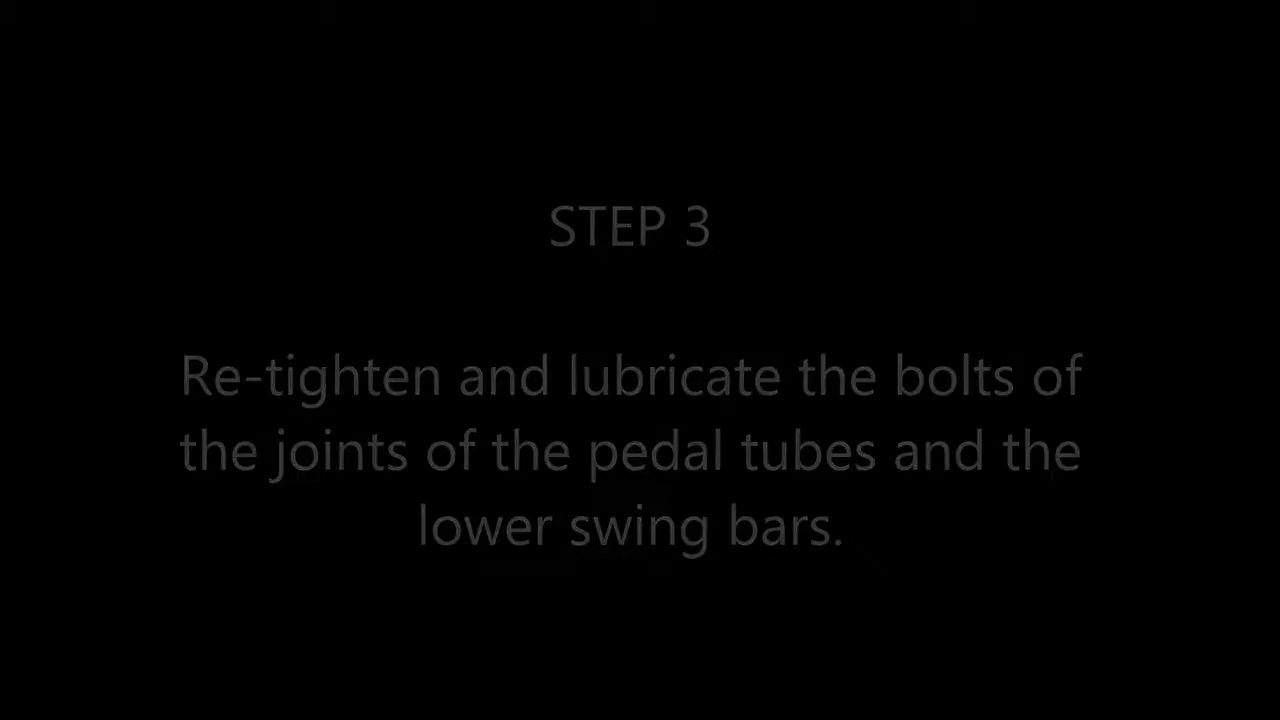 STEP 3
Re-tighten and lubricate the bolts of
the joints of the pedal tubes and the
lower swing bars.